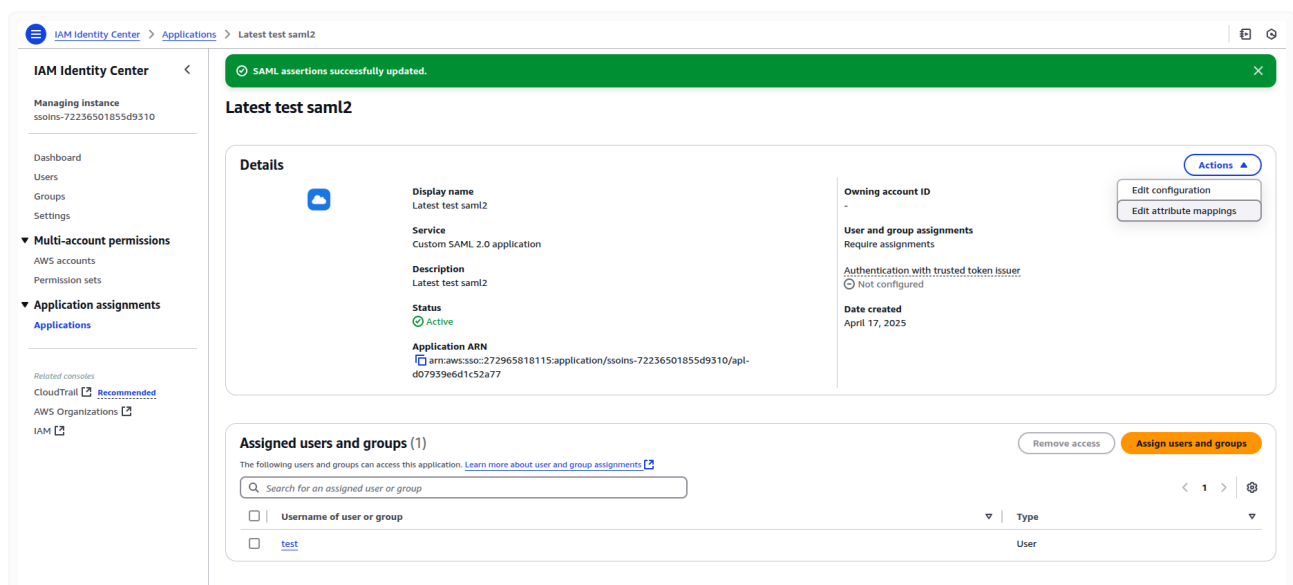 IAM Identity Center > Applications > Latest test saml2
IAM Identity Center
Managing instance
ssoins-72236501855d9310
Dashboard
Users
Groups
Settings
Multi-account permissions
AWS accounts
Permission sets
Application assignments
Applications
Related consoles
CloudTrail Recommended
AWS Organizations
IAM
SAML assertions successfully updated.
Latest test saml2
Details
Actions
Edit configuration
Edit attribute mappings
Display name
Latest test saml2
Service
Custom SAML 2.0 application
Description
Latest test saml2
Status
Active
Application ARN
arn:aws:sso::272965818115:application/ssoins-72236501855d9310/apl-
d07939e6d1c52a77
Owning account ID
-
User and group assignments
Require assignments
Authentication with trusted token issuer
Not configured
Date created
April 17, 2025
Assigned users and groups (1)
Remove access
Assign users and groups
The following users and groups can access this application. Learn more about user and group assignments
Search for an assigned user or group
1
Username of user or group
Type
test
User